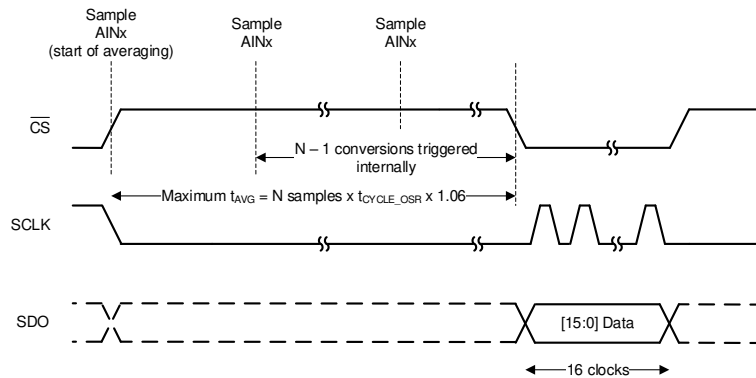 Sample
AINx
(start of averaging)
Sample
AINx
Sample
AINx
CS
N – 1 conversions triggered
internally
Maximum tAVG = N samples x tCYCLE_OSR x 1.06
SCLK
SDO
[15:0] Data
16 clocks